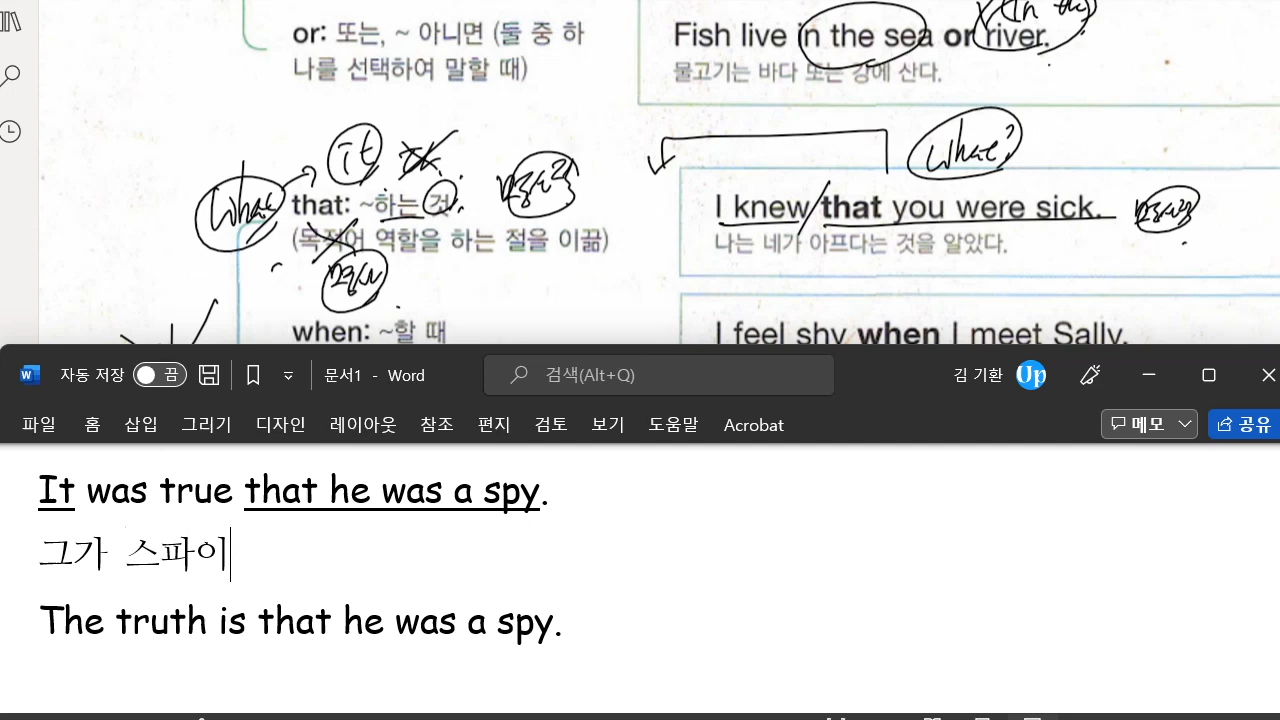 or: 또는, ~ 아니면 (둘 중 하
나를 선택하여 말할 때)
Fish live in the sea or river.
(in the)
물고기는 바다 또는 강에 산다.
it
what
that: ~하는 것
(목적어 역할을 하는 절을 이끎)
what?
I knew that you were sick.
나는 네가 아프다는 것을 알았다.
when: ~할 때
I feel shy when I meet Sally.
자동 저장 끔 문서1 - Word 검색(Alt+Q) 김 기환 Up
파일 홈 삽입 그리기 디자인 레이아웃 참조 편지 검토 보기 도움말 Acrobat 메모 공유
It was true that he was a spy.
그가 스파이
The truth is that he was a spy.